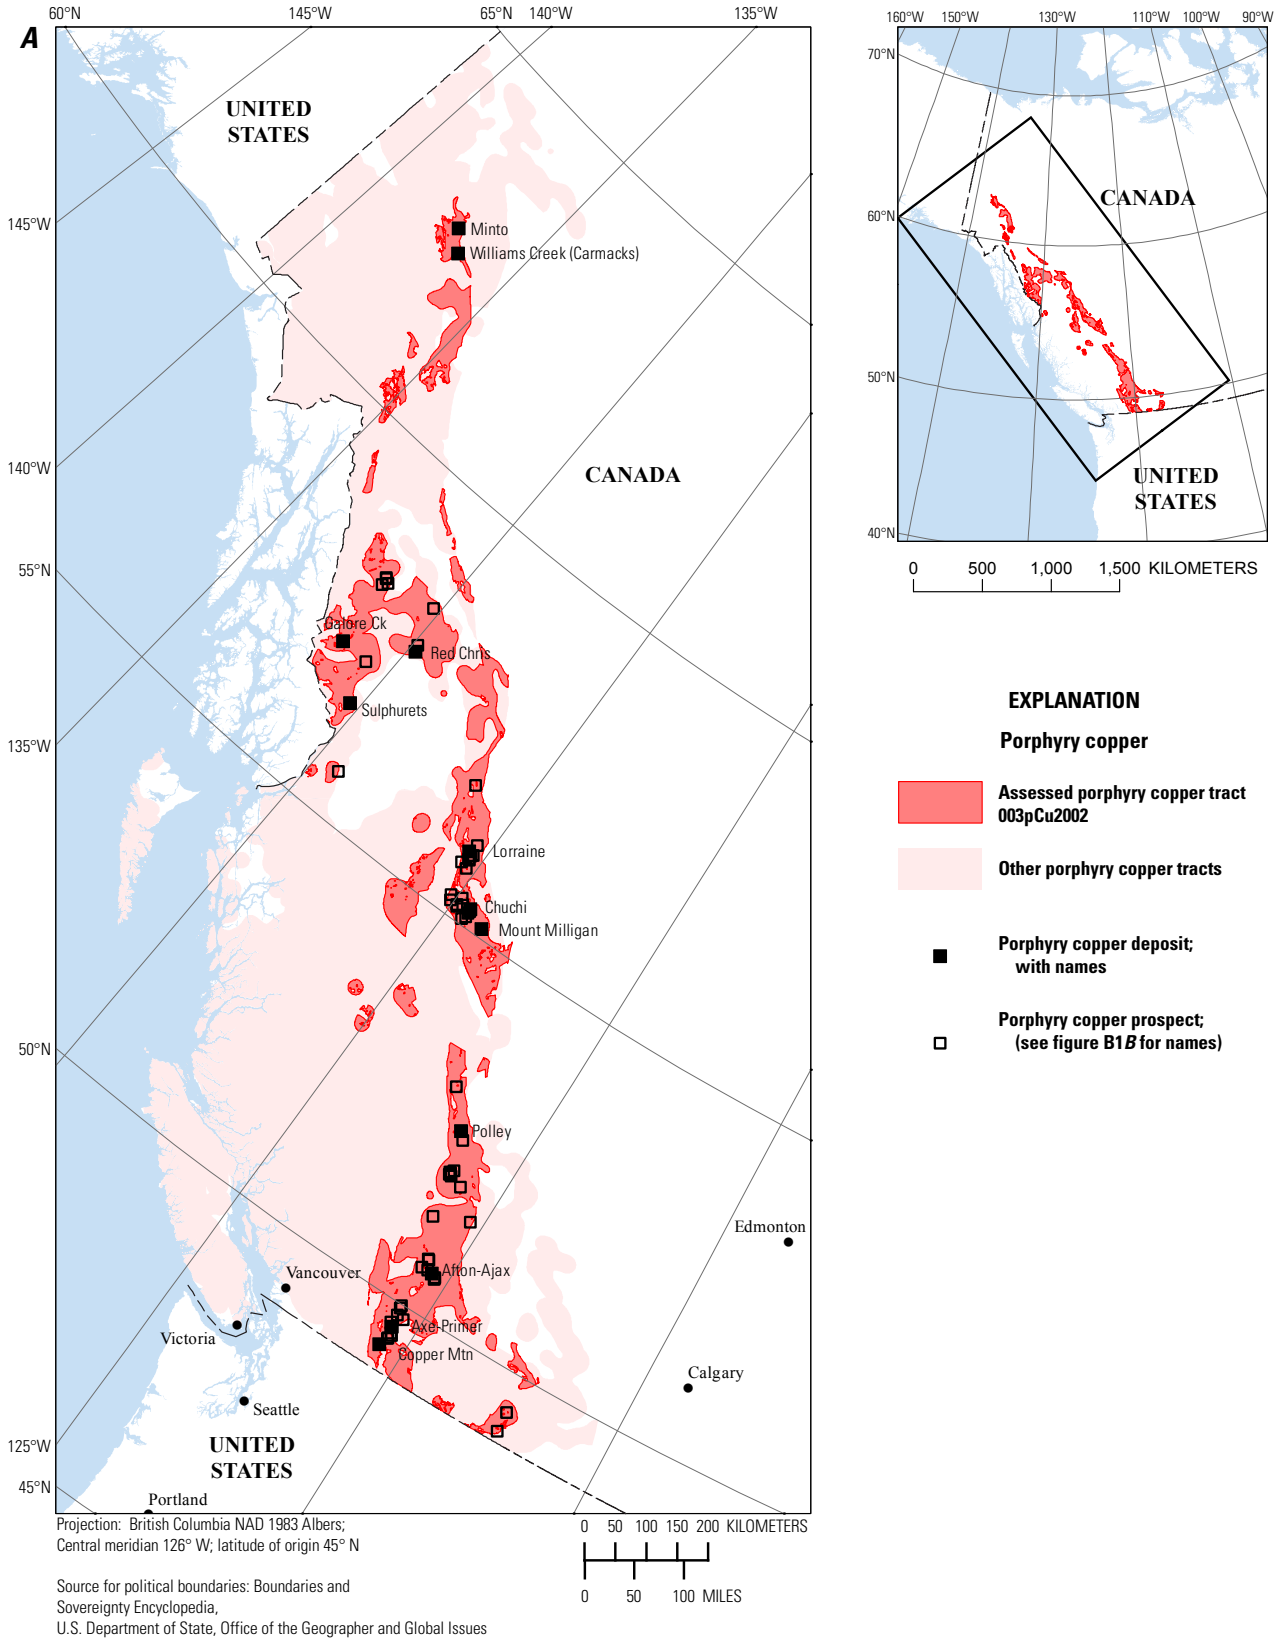 A
60°N
145°W
65°N
140°W
135°W
145°W
140°W
55°N
135°W
50°N
125°W
45°N
UNITED
STATES
Minto
Williams Creek (Carmacks)
CANADA
Galore Ck
Red Chris
Sulphurets
Lorraine
Chuchi
Mount Milligan
Polley
Edmonton
Afton-Ajax
Vancouver
Axe-Primer
Victoria
Copper Mtn
Calgary
Seattle
UNITED
STATES
Portland
Projection: British Columbia NAD 1983 Albers;
Central meridian 126° W; latitude of origin 45° N
Source for political boundaries: Boundaries and
Sovereignty Encyclopedia,
U.S. Department of State, Office of the Geographer and Global Issues
0 50 100 150 200 KILOMETERS
0 50 100 MILES
160°W 150°W 130°W 110°W 100°W 90°W
70°N
60°N
50°N
40°N
CANADA
UNITED
STATES
0 500 1,000 1,500 KILOMETERS
EXPLANATION
Porphyry copper
Assessed porphyry copper tract
003pCu2002
Other porphyry copper tracts
Porphyry copper deposit;
with names
Porphyry copper prospect;
(see figure B1B for names)